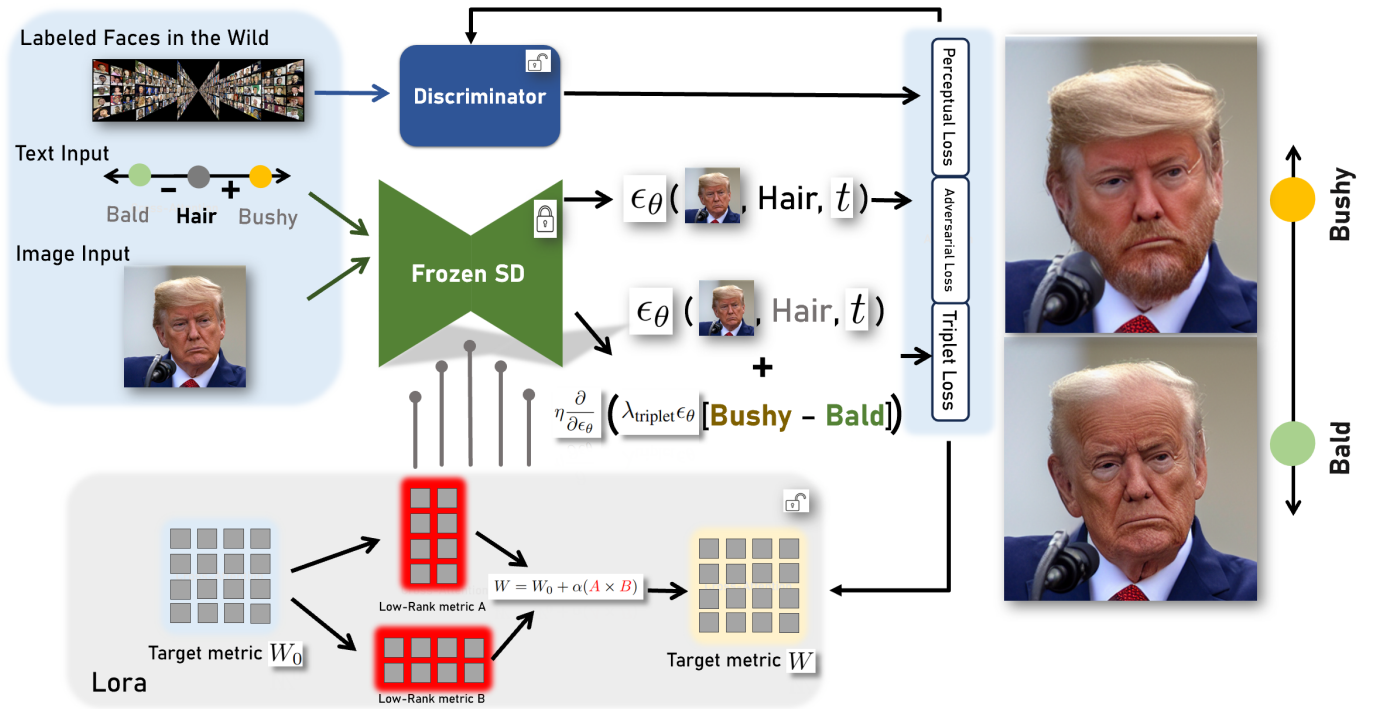 Labeled Faces in the Wild
Text Input
- +
Bald Hair Bushy
Image Input
Discriminator
Frozen SD
ϵθ( , Hair, t)
ϵθ ( , Hair, t)
+
η ∂/∂ϵθ (λtriplet ϵθ [Bushy - Bald])
Perceptual Loss
Adversarial Loss
Triplet Loss
Bushy
Bald
Low-Rank metric A
W = W0 + α(A × B)
Low-Rank metric B
Target metric W0
Target metric W
Lora